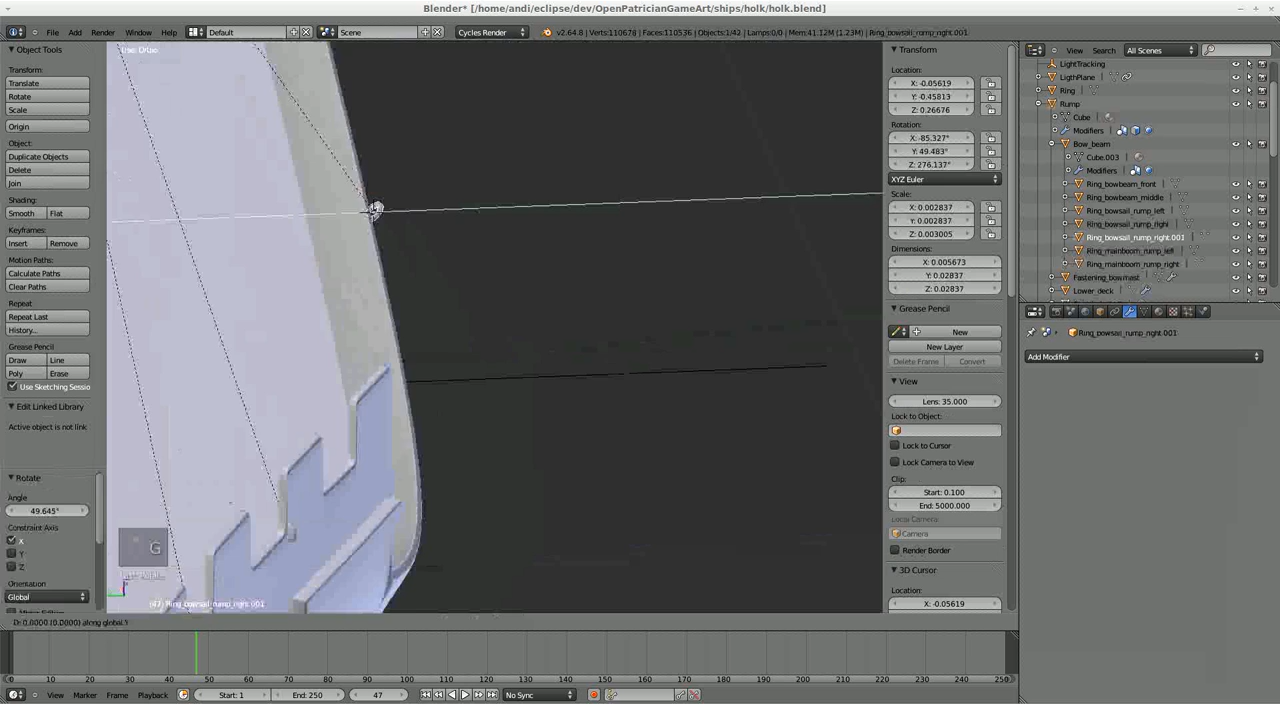 Blender* [/home/andi/eclipse/dev/OpenPatricianGameArt/ships/holk/holk.blend]
File Add Render Window Help Default Scene Cycles Render v2.64.8 | Verts:110678 | Faces:110536 | Objects:1/42 | Lamps:0/0 | Mem:41.12M (1.23M) | Ring_bowsail_rump_right.001
View Search All Scenes
Object Tools
Transform:
Translate
Rotate
Scale
Origin
Object:
Duplicate Objects
Delete
Join
Shading:
Smooth Flat
Keyframes:
Insert Remove
Motion Paths:
Calculate Paths
Clear Paths
Repeat
Repeat Last
History...
Grease Pencil
Draw Line
Poly Erase
Use Sketching Sessio
Edit Linked Library
Active object is not link
Rotate
Angle
49.645°
Constraint Axis
X
Y
Z
Orientation
Global
User Ortho
G
(47) Ring_bowsail_rump_right.001
D: 0.0000 (0.0000) along global Y
Transform
Location:
X: -0.05619
Y: -0.45813
Z: 0.26676
Rotation:
X:-85.327°
Y: 49.483°
Z: 276.137°
XYZ Euler
Scale:
X: 0.002837
Y: 0.002837
Z: 0.003005
Dimensions:
X: 0.005673
Y: 0.02837
Z: 0.02837
Grease Pencil
New
New Layer
Delete Frame Convert
View
Lens: 35.000
Lock to Object:
Lock to Cursor
Lock Camera to View
Clip:
Start: 0.100
End: 5000.000
Local Camera:
Camera
Render Border
3D Cursor
Location:
X: -0.05619
LightTracking
LigthPlane
Ring
Rump
Cube
Modifiers
Bow_beam
Cube.003
Modifiers
Ring_bowbeam_front
Ring_bowbeam_middle
Ring_bowsail_rump_left
Ring_bowsail_rump_right
Ring_bowsail_rump_right.001
Ring_mainboom_rump_left
Ring_mainboom_rump_right
Fastening_bowmast
Lower_deck
Ring_bowsail_rump_right.001
Add Modifier
0 10 20 30 40 50 60 70 80 90 100 110 120 130 140 150 160 170 180 190 200 210 220 230 240 250
View Marker Frame Playback Start: 1 End: 250 47 No Sync